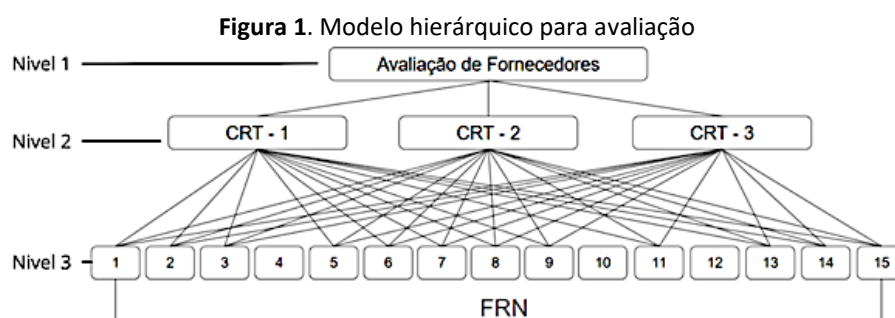 Figura 1. Modelo hierárquico para avaliação
Nivel 1 Avaliação de Fornecedores
Nivel 2 CRT - 1 CRT - 2 CRT - 3
Nivel 3 1 2 3 4 5 6 7 8 9 10 11 12 13 14 15
FRN